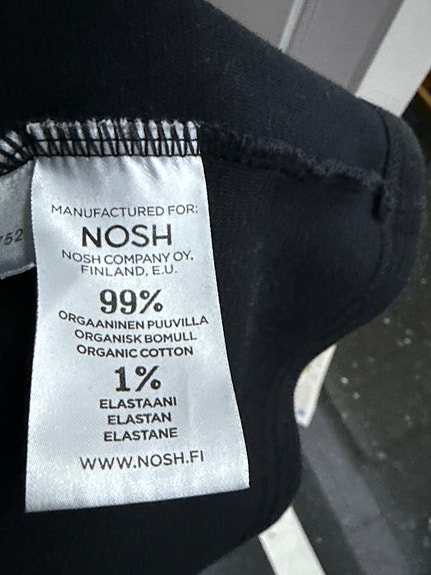 MANUFACTURED FOR:
NOSH
NOSH COMPANY OY,
FINLAND, E.U.
99%
ORGAANINEN PUUVILLA
ORGANISK BOMULL
ORGANIC COTTON
1%
ELASTAANI
ELASTAN
ELASTANE
WWW.NOSH.FI